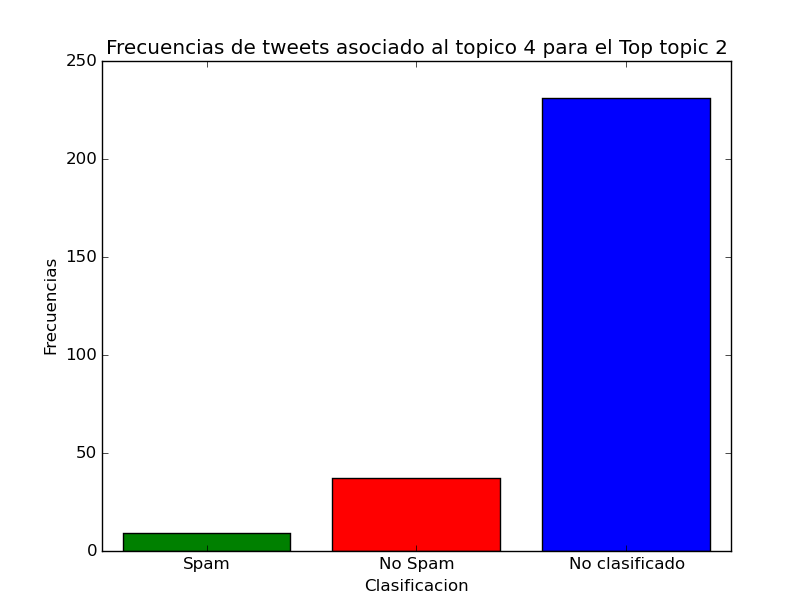 Frecuencias de tweets asociado al topico 4 para el Top topic 2
250
200
150
100
50
0
Frecuencias
Spam
No Spam
No clasificado
Clasificacion